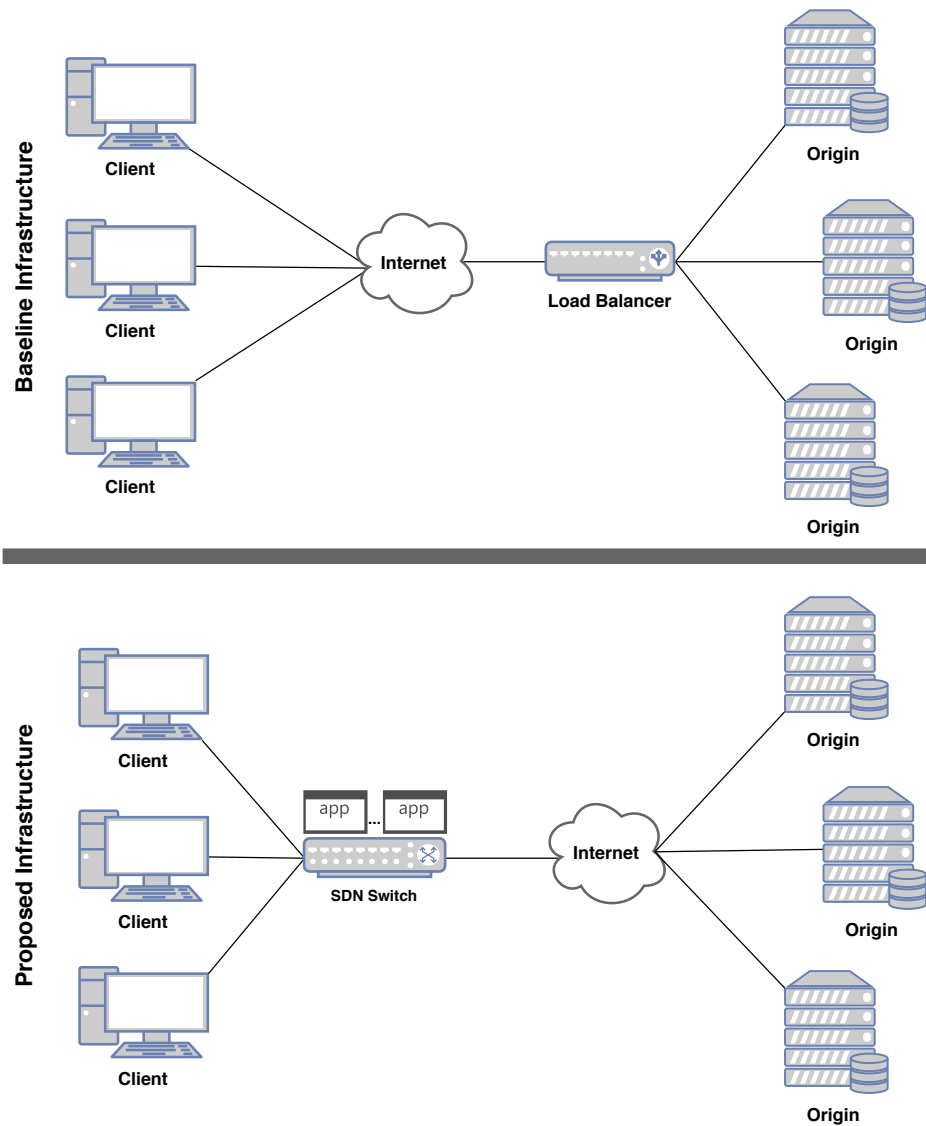 Baseline Infrastructure
Client
Client
Client
Internet
Load Balancer
Origin
Origin
Origin
Proposed Infrastructure
Client
Client
Client
app
...
app
SDN Switch
Internet
Origin
Origin
Origin